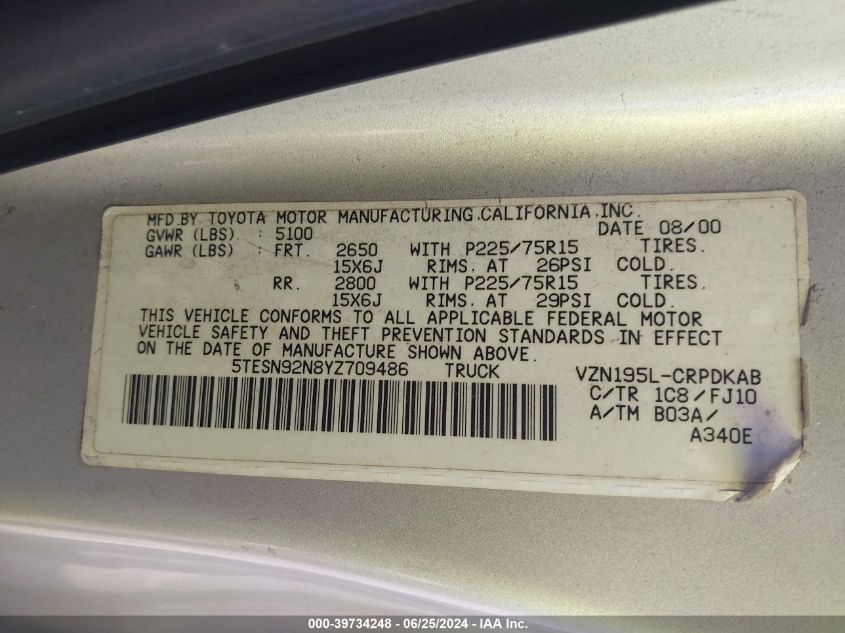 MFD.BY TOYOTA MOTOR MANUFACTURING.CALIFORNIA.INC.
GVWR (LBS) : 5100 DATE 08/00
GAWR (LBS) : FRT. 2650 WITH P225/75R15 TIRES.
15X6J RIMS. AT 26PSI COLD.
RR. 2800 WITH P225/75R15 TIRES.
15X6J RIMS. AT 29PSI COLD.
THIS VEHICLE CONFORMS TO ALL APPLICABLE FEDERAL MOTOR
VEHICLE SAFETY AND THEFT PREVENTION STANDARDS IN EFFECT
ON THE DATE OF MANUFACTURE SHOWN ABOVE.
5TESN92N8YZ709486 TRUCK VZN195L-CRPDKAB
C/TR 1C8/FJ10
A/TM B03A/
A340E
000-39734248 - 06/25/2024 - IAA Inc.